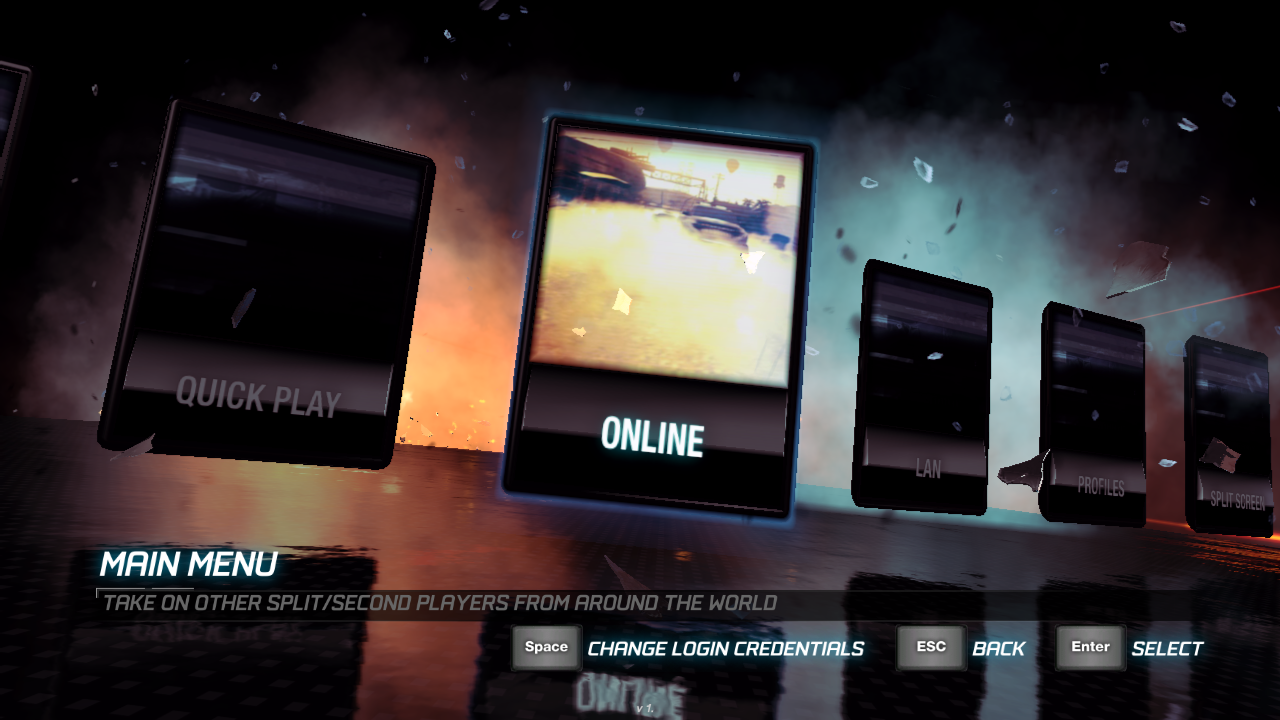 QUICK PLAY
ONLINE
LAN
PROFILES
SPLIT SCREEN
MAIN MENU
TAKE ON OTHER SPLIT/SECOND PLAYERS FROM AROUND THE WORLD
Space CHANGE LOGIN CREDENTIALS ESC BACK Enter SELECT
v 1.